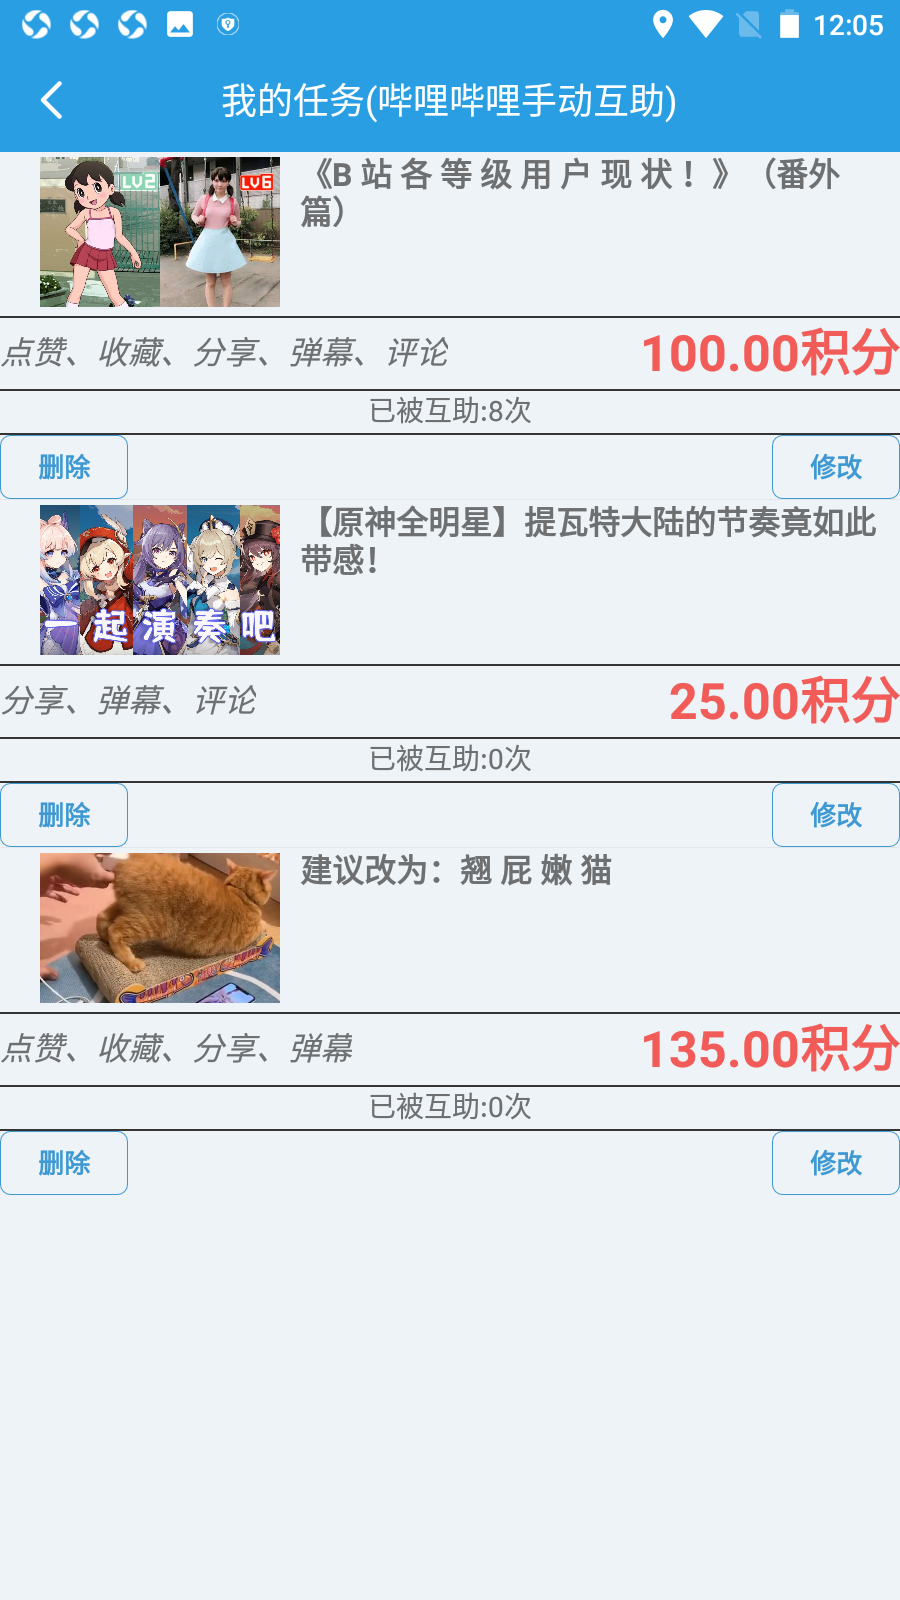 12:05
我的任务(哔哩哔哩手动互助)
LV2
LV6
《B 站 各 等 级 用 户 现 状 ! 》（番外
篇）
点赞、收藏、分享、弹幕、评论
100.00积分
已被互助:8次
删除
修改
【原神全明星】提瓦特大陆的节奏竟如此
带感！
一起演奏吧
分享、弹幕、评论
25.00积分
已被互助:0次
删除
修改
建议改为：翘 屁 嫩 猫
点赞、收藏、分享、弹幕
135.00积分
已被互助:0次
删除
修改